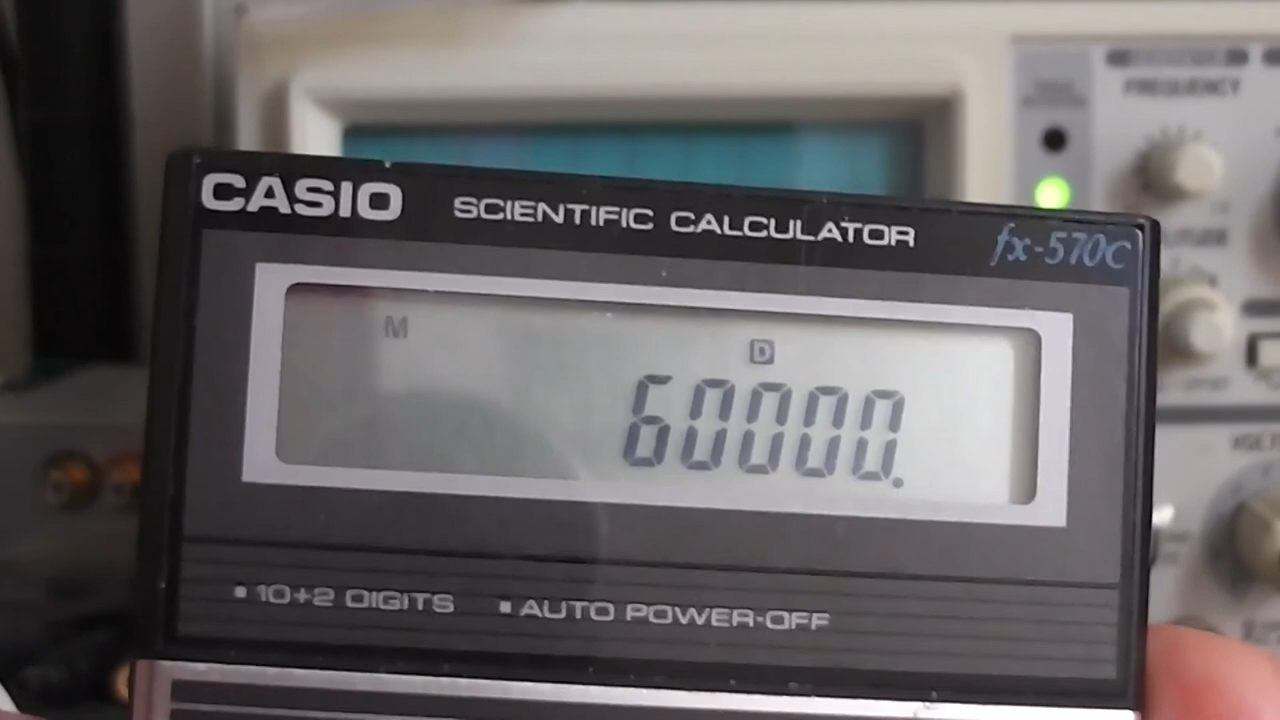 FREQUENCY
CASIO SCIENTIFIC CALCULATOR fx-570c
M
D
60000.
▪ 10+2 DIGITS ▪ AUTO POWER-OFF